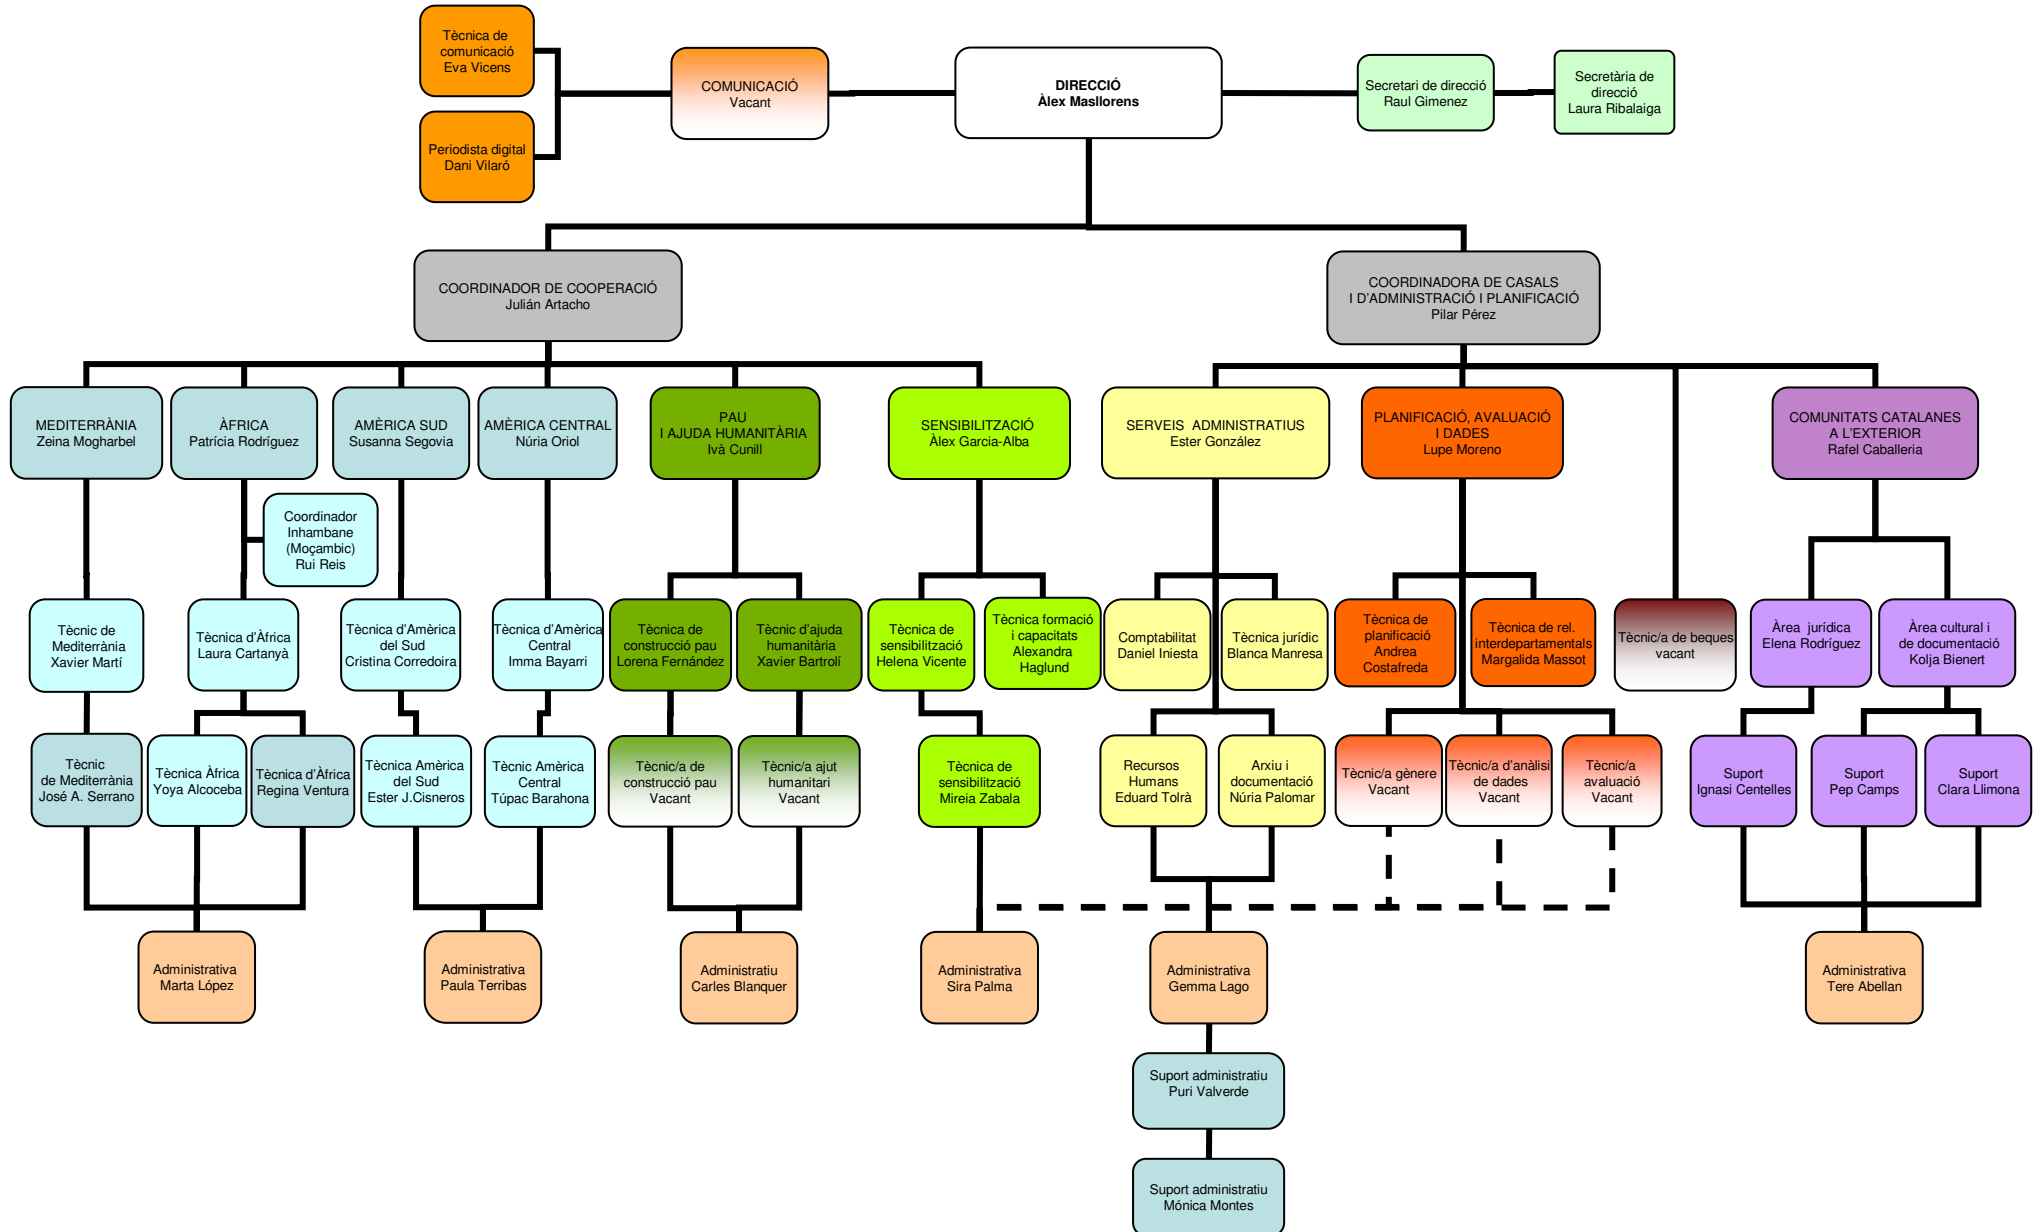 Tècnica de
comunicació
Eva Vicens
COMUNICACIÓ
Vacant
DIRECCIÓ
Àlex Masllorens
Secretari de direcció
Raul Gimenez
Secretària de
direcció
Laura Ribalaiga
Periodista digital
Dani Vilaró
COORDINADOR DE COOPERACIÓ
Julián Artacho
COORDINADORA DE CASALS
I D'ADMINISTRACIÓ I PLANIFICACIÓ
Pilar Pérez
MEDITERRÀNIA
Zeina Mogharbel
ÀFRICA
Patrícia Rodríguez
AMÈRICA SUD
Susanna Segovia
AMÈRICA CENTRAL
Núria Oriol
PAU
I AJUDA HUMANITÀRIA
Ivà Cunill
SENSIBILITZACIÓ
Àlex Garcia-Alba
SERVEIS ADMINISTRATIUS
Ester González
PLANIFICACIÓ, AVALUACIÓ
I DADES
Lupe Moreno
COMUNITATS CATALANES
A L'EXTERIOR
Rafel Caballeria
Coordinador
Inhambane
(Moçambic)
Rui Reis
Tècnic de
Mediterrània
Xavier Martí
Tècnica d'Àfrica
Laura Cartanyà
Tècnica d'Amèrica
del Sud
Cristina Corredoira
Tècnica d'Amèrica
Central
Imma Bayarri
Tècnica de
construcció pau
Lorena Fernández
Tècnic d'ajuda
humanitària
Xavier Bartrolí
Tècnica de
sensibilització
Helena Vicente
Tècnica formació
i capacitats
Alexandra
Haglund
Comptabilitat
Daniel Iniesta
Tècnica jurídic
Blanca Manresa
Tècnica de
planificació
Andrea
Costafreda
Tècnica de rel.
interdepartamentals
Margalida Massot
Tècnic/a de beques
vacant
Àrea jurídica
Elena Rodríguez
Àrea cultural i
de documentació
Kolja Bienert
Tècnic
de Mediterrània
José A. Serrano
Tècnica Àfrica
Yoya Alcoceba
Tècnica d'Àfrica
Regina Ventura
Tècnica Amèrica
del Sud
Ester J.Cisneros
Tècnic Amèrica
Central
Túpac Barahona
Tècnic/a de
construcció pau
Vacant
Tècnic/a ajut
humanitari
Vacant
Tècnica de
sensibilització
Mireia Zabala
Recursos
Humans
Eduard Tolrà
Arxiu i
documentació
Núria Palomar
Tècnic/a gènere
Vacant
Tècnic/a d'anàlisi
de dades
Vacant
Tècnic/a
avaluació
Vacant
Suport
Ignasi Centelles
Suport
Pep Camps
Suport
Clara Llimona
Administrativa
Marta López
Administrativa
Paula Terribas
Administratiu
Carles Blanquer
Administrativa
Sira Palma
Administrativa
Gemma Lago
Administrativa
Tere Abellan
Suport administratiu
Puri Valverde
Suport administratiu
Mónica Montes